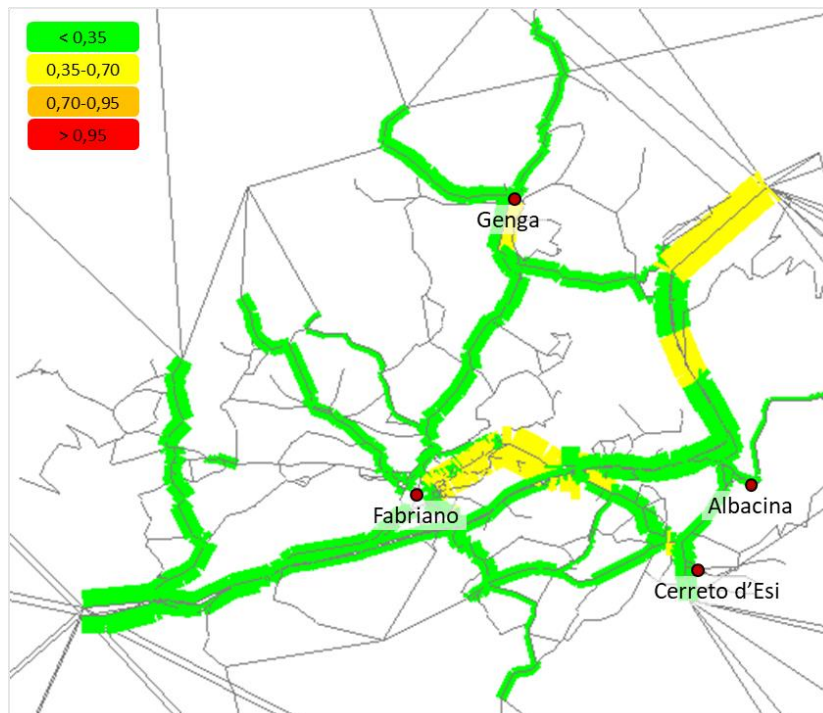 < 0,35
0,35-0,70
0,70-0,95
> 0,95
Genga
Fabriano
Albacina
Cerreto d’Esi